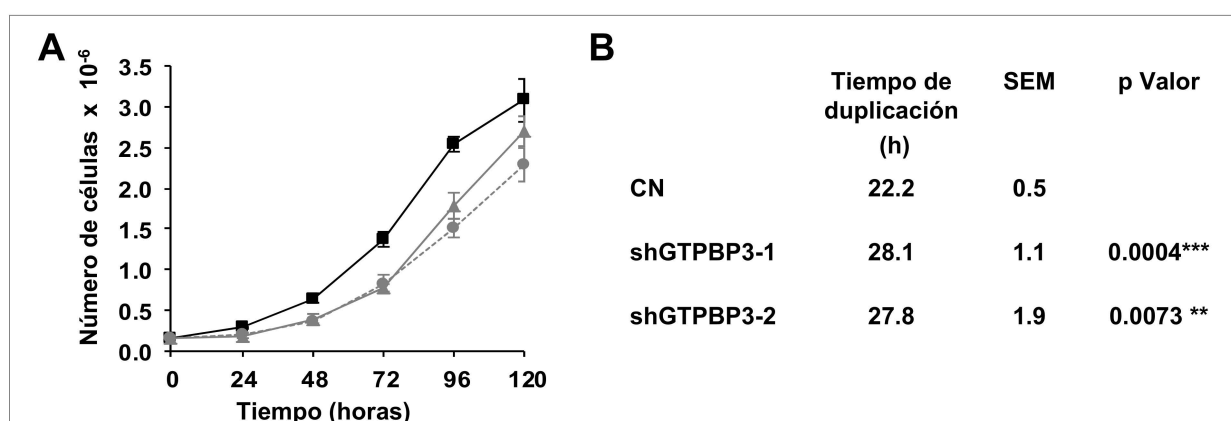 A
Número de células x 10-6
3.5
3.0
2.5
2.0
1.5
1.0
0.5
0.0
0 24 48 72 96 120
Tiempo (horas)
B
Tiempo de SEM p Valor
duplicación
(h)
CN 22.2 0.5
shGTPBP3-1 28.1 1.1 0.0004***
shGTPBP3-2 27.8 1.9 0.0073 **